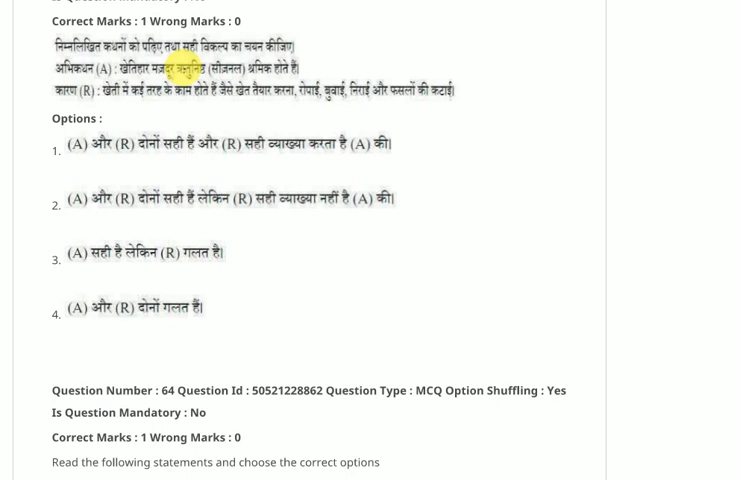 Correct Marks : 1 Wrong Marks : 0
निम्नलिखित कथनों को पढ़िए तथा सही विकल्प का चयन कीजिए|
अभिकथन (A) : खेतिहार मज़दूर ऋतुनिष्ठ (सीज़नल) श्रमिक होते हैं।
कारण (R) : खेती में कई तरह के काम होते हैं जैसे खेत तैयार करना, रोपाई, बुवाई, निराई और फसलों की कटाई|
Options :
1. (A) और (R) दोनों सही हैं और (R) सही व्याख्या करता है (A) की|
2. (A) और (R) दोनों सही हैं लेकिन (R) सही व्याख्या नहीं है (A) की|
3. (A) सही है लेकिन (R) गलत है|
4. (A) और (R) दोनों गलत हैं|
Question Number : 64 Question Id : 50521228862 Question Type : MCQ Option Shuffling : Yes
Is Question Mandatory : No
Correct Marks : 1 Wrong Marks : 0
Read the following statements and choose the correct options